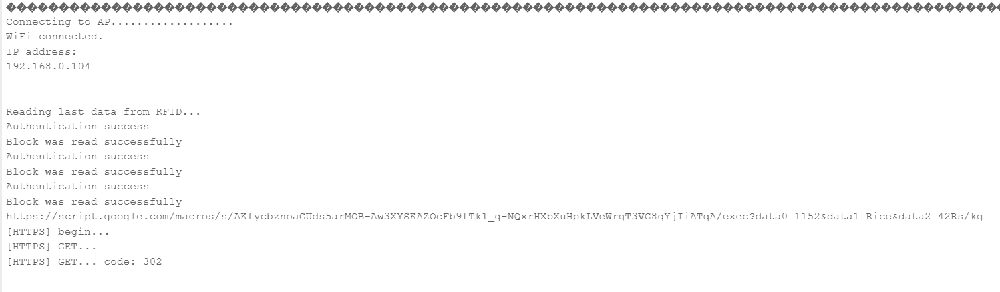 Connecting to AP...................
WiFi connected.
IP address:
192.168.0.104
Reading last data from RFID...
Authentication success
Block was read successfully
Authentication success
Block was read successfully
Authentication success
Block was read successfully
https://script.google.com/macros/s/AKfycbznoaGUds5arMOB-Aw3XYSKAZOcFb9fTk1_g-NQxrHXbXuHpkLVeWrgT3VG8qYjIiATqA/exec?data0=1152&data1=Rice&data2=42Rs/kg
[HTTPS] begin...
[HTTPS] GET...
[HTTPS] GET... code: 302